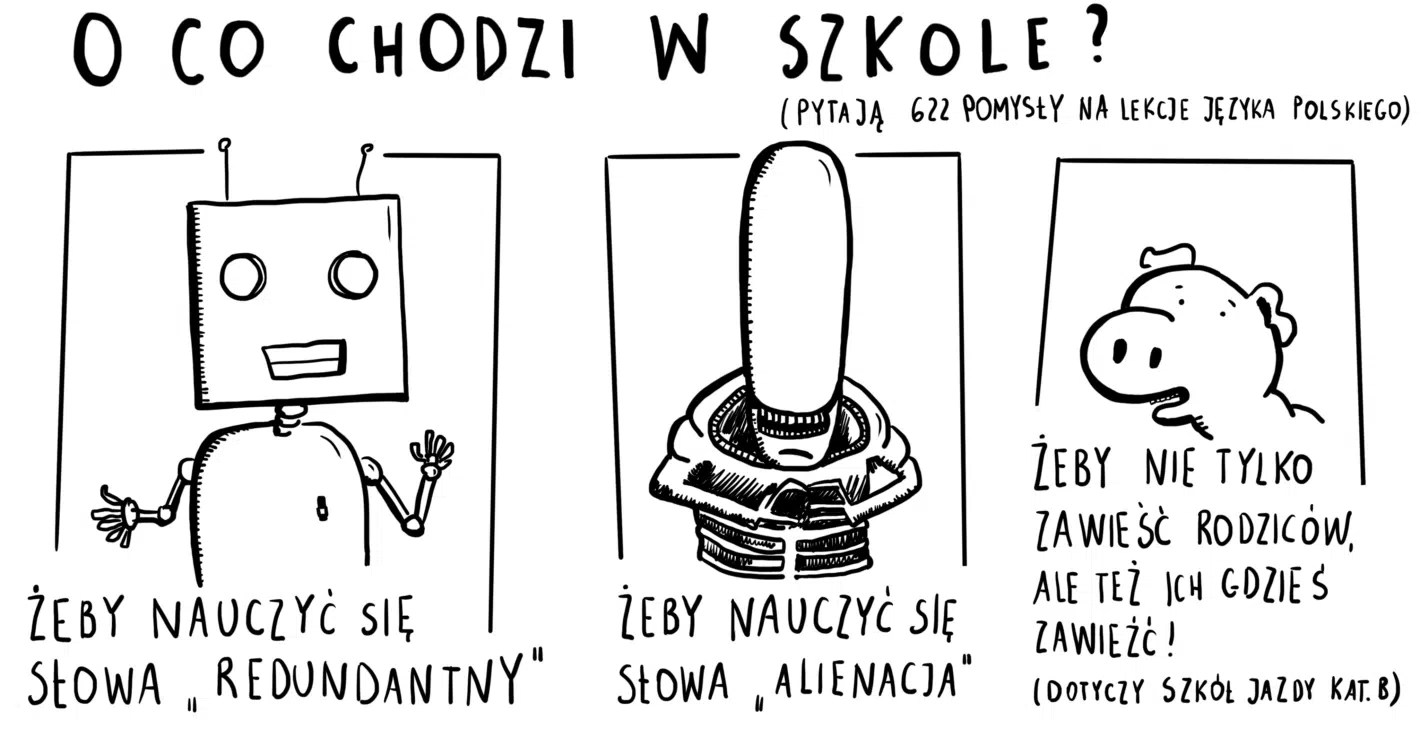 O CO CHODZI W SZKOLE?
(PYTAJĄ 622 POMYSŁY NA LEKCJE JĘZYKA POLSKIEGO)
ŻEBY NAUCZYĆ SIĘ
SŁOWA „REDUNDANTNY"
ŻEBY NAUCZYĆ SIĘ
SŁOWA „ALIENACJA"
ŻEBY NIE TYLKO
ZAWIEŚĆ RODZICÓW,
ALE TEŻ ICH GDZIEŚ
ZAWIEŹĆ!
(DOTYCZY SZKÓŁ JAZDY KAT. B)